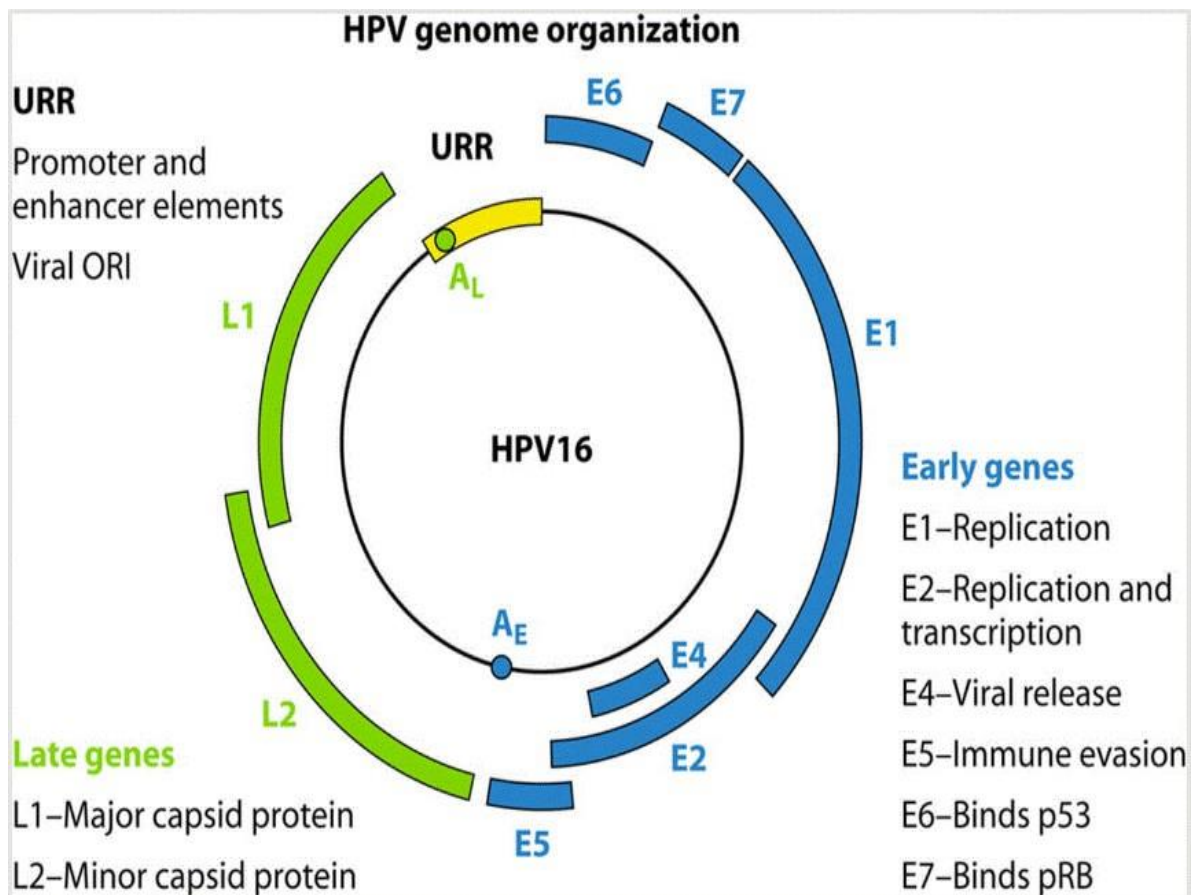 HPV genome organization
URR
Promoter and
enhancer elements
Viral ORI
URR
E6
E7
AL
L1
E1
HPV16
AE
E4
L2
E2
E5
Early genes
E1–Replication
E2–Replication and
transcription
E4–Viral release
E5–Immune evasion
E6–Binds p53
E7–Binds pRB
Late genes
L1–Major capsid protein
L2–Minor capsid protein